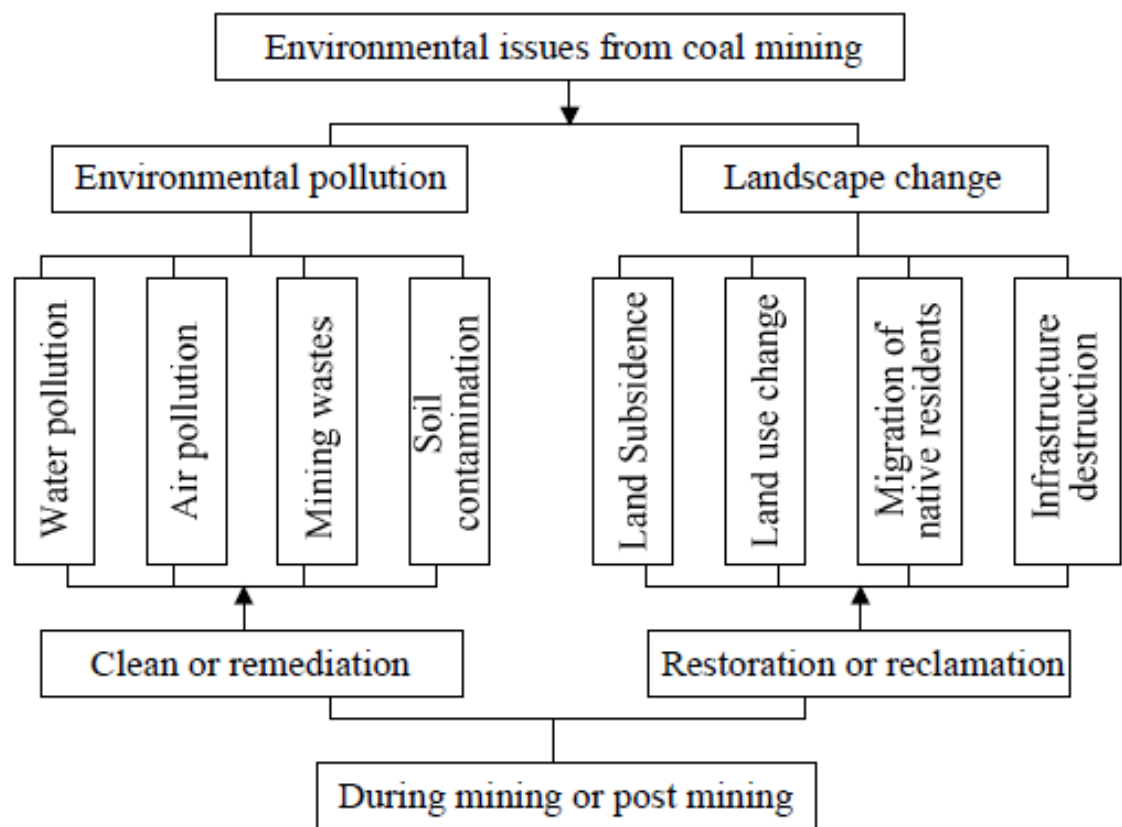 Environmental issues from coal mining
Environmental pollution
Landscape change
Water pollution
Air pollution
Mining wastes
Soil
contamination
Land Subsidence
Land use change
Migration of
native residents
Infrastructure
destruction
Clean or remediation
Restoration or reclamation
During mining or post mining